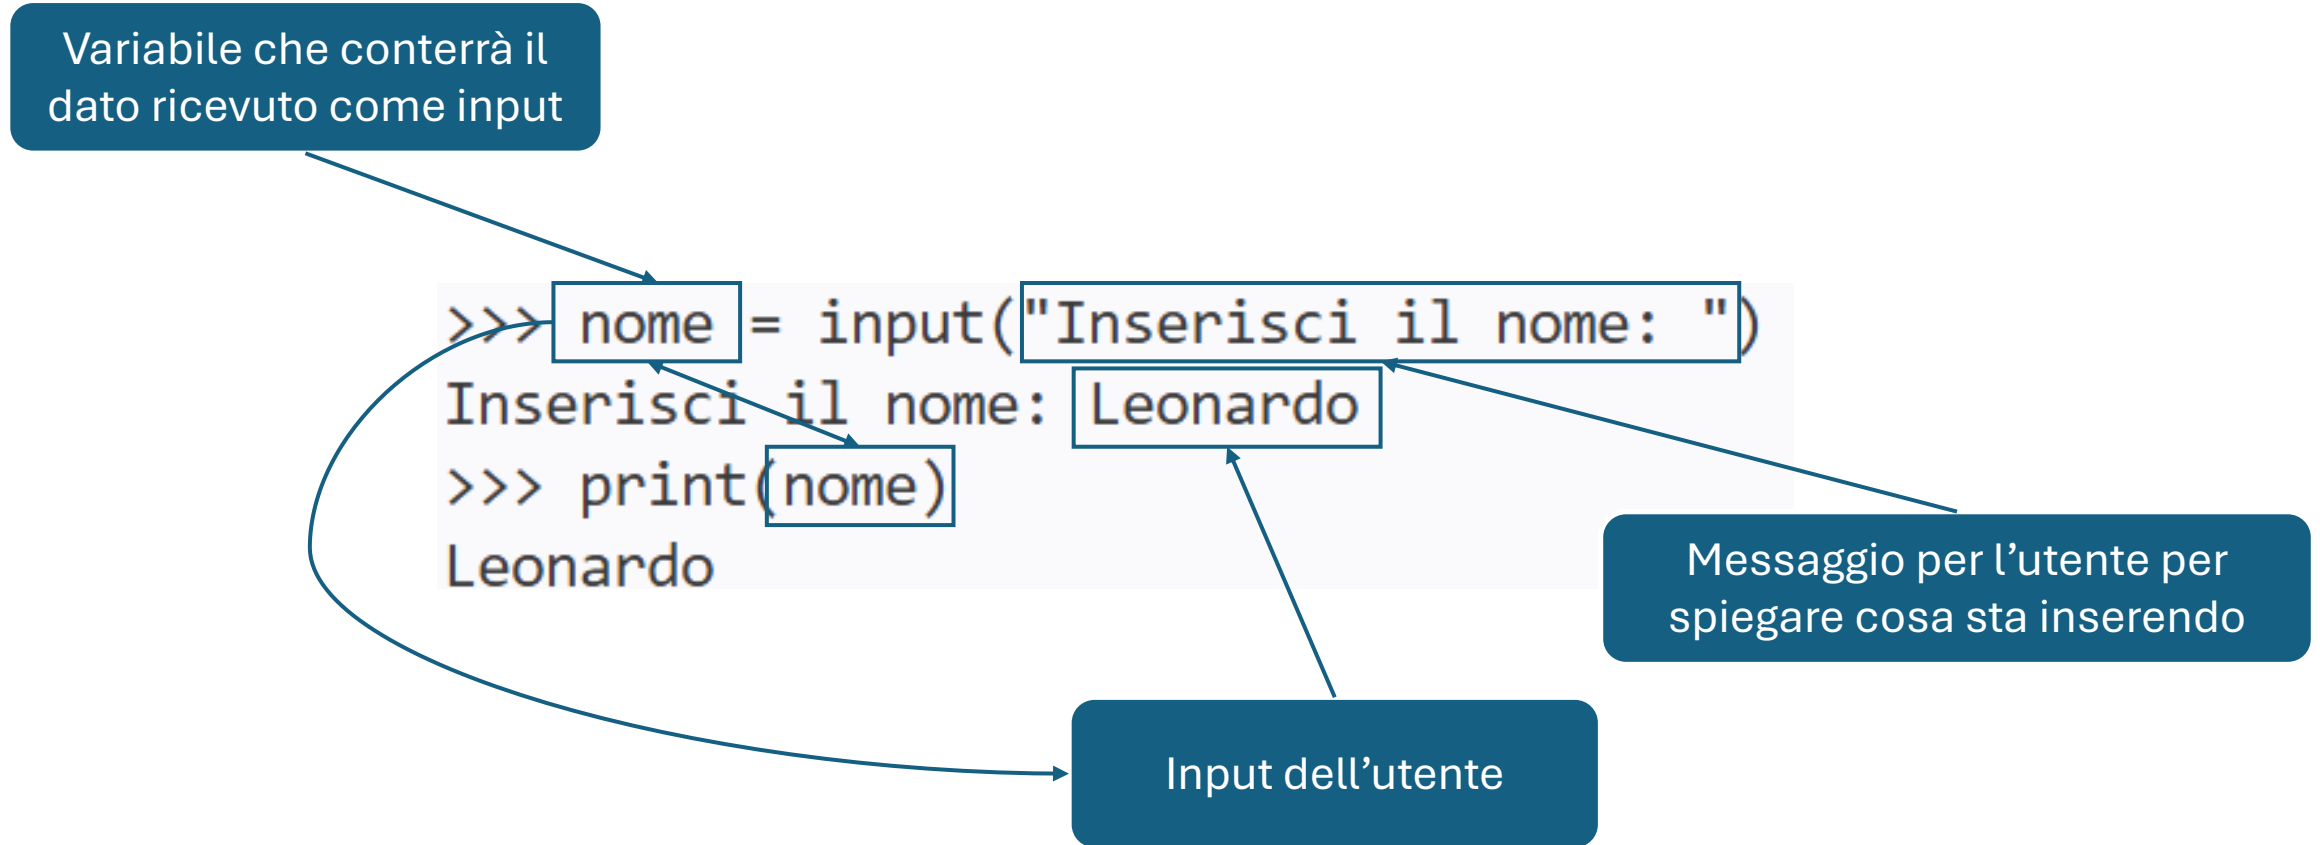 Variabile che conterrà il
dato ricevuto come input
>>> nome = input("Inserisci il nome: ")
Inserisci il nome: Leonardo
>>> print(nome)
Leonardo
Messaggio per l’utente per
spiegare cosa sta inserendo
Input dell’utente